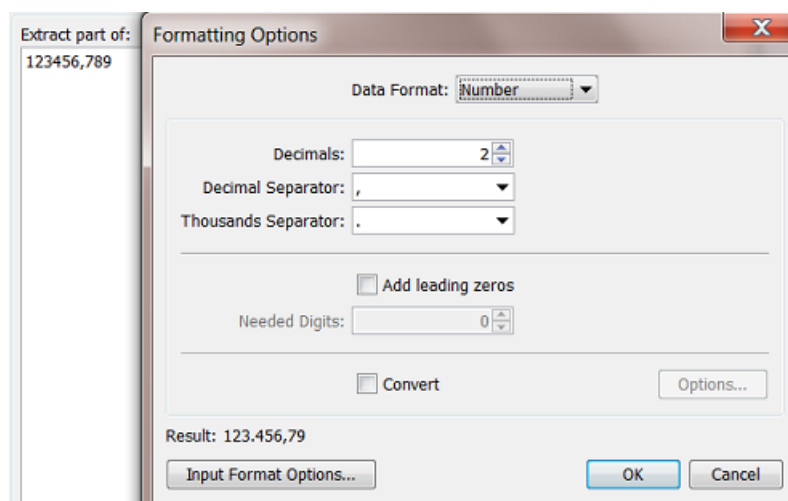 Extract part of:
123456,789
Formatting Options
X
Data Format: Number
Decimals: 2
Decimal Separator: ,
Thousands Separator: .
Add leading zeros
Needed Digits: 0
Convert
Options...
Result: 123.456,79
Input Format Options...
OK
Cancel